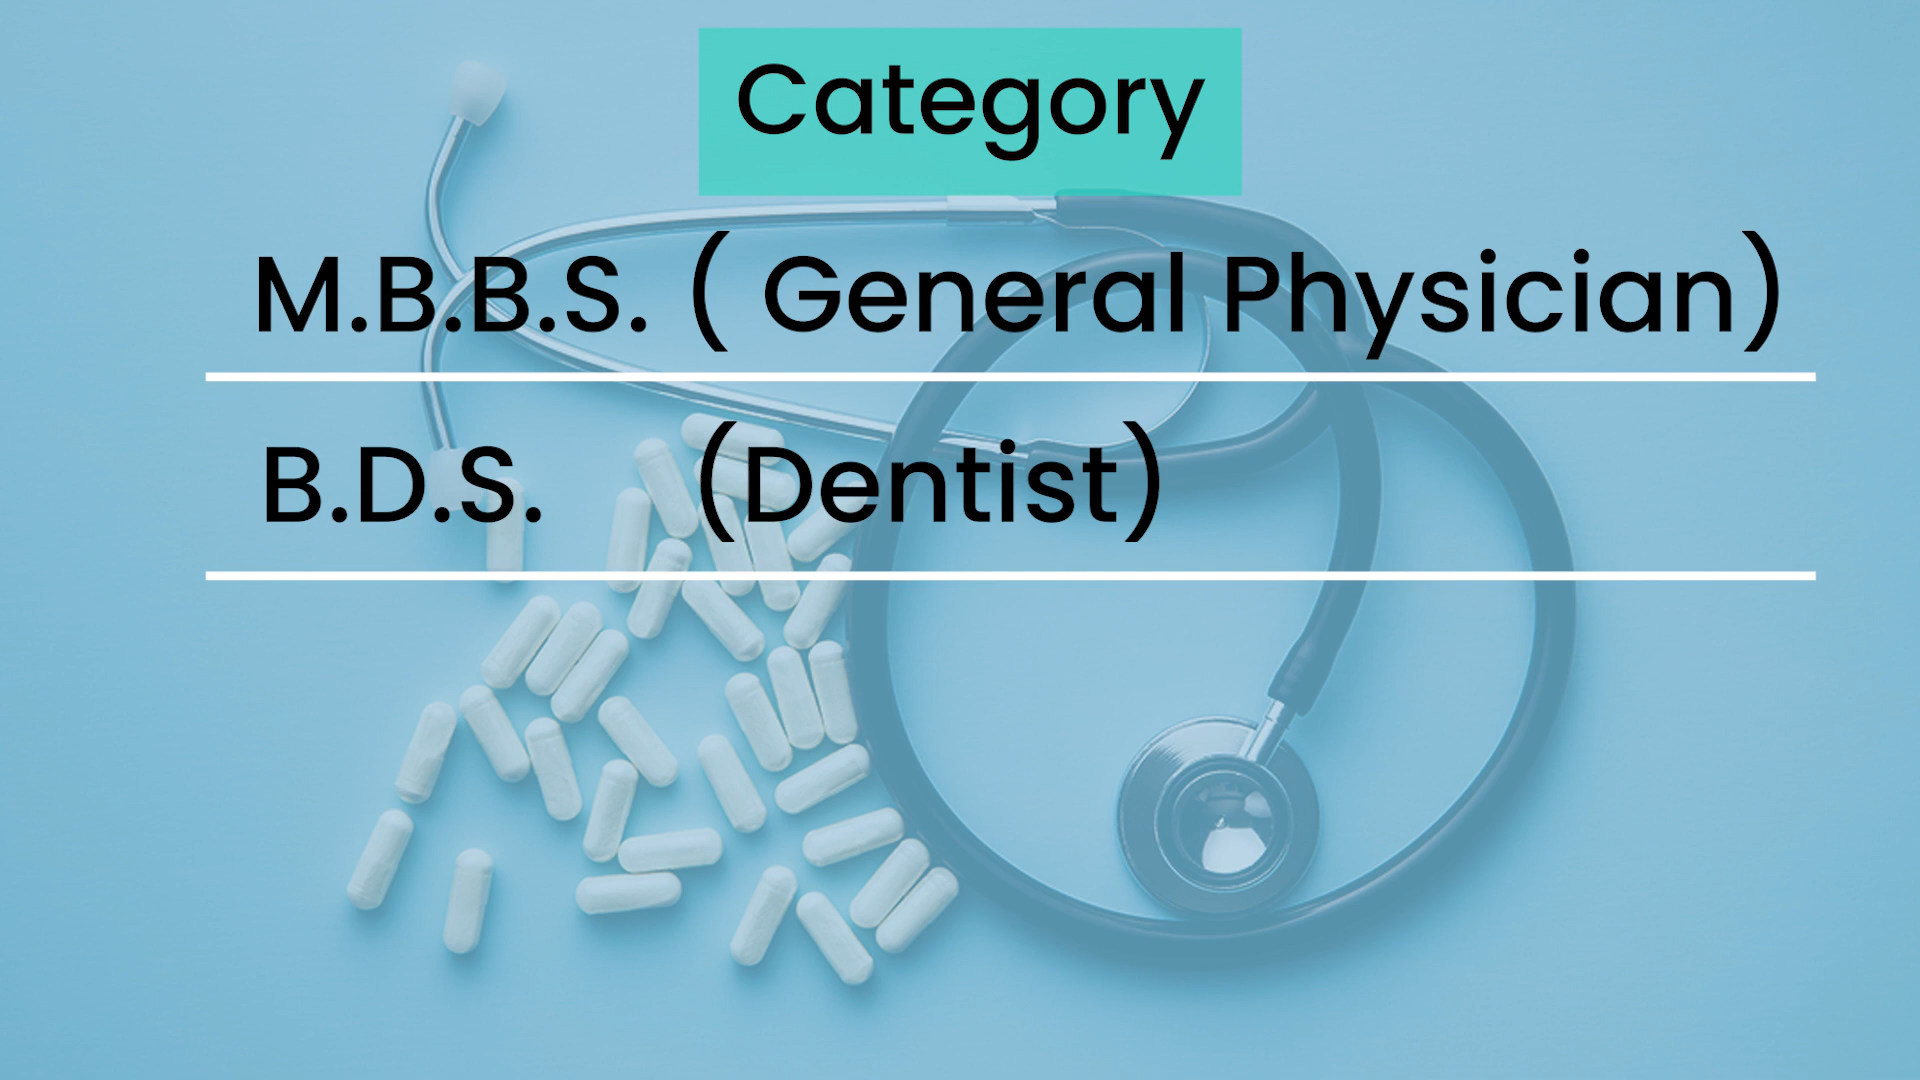 Category
M.B.B.S. ( General Physician)
B.D.S. (Dentist)